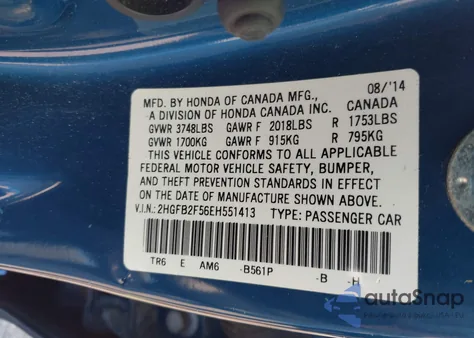 08/'14
MFD. BY HONDA OF CANADA MFG., CANADA
A DIVISION OF HONDA CANADA INC.
GVWR 3748LBS GAWR F 2018LBS R 1753LBS
GVWR 1700KG GAWR F 915KG R 795KG
THIS VEHICLE CONFORMS TO ALL APPLICABLE
FEDERAL MOTOR VEHICLE SAFETY, BUMPER,
AND THEFT PREVENTION STANDARDS IN EFFECT
ON THE DATE OF MANUFACTURE SHOWN ABOVE.
V.I.N.: 2HGFB2F56EH551413 TYPE: PASSENGER CAR
TR6 E AM6 -B561P -B -H
autoSnap